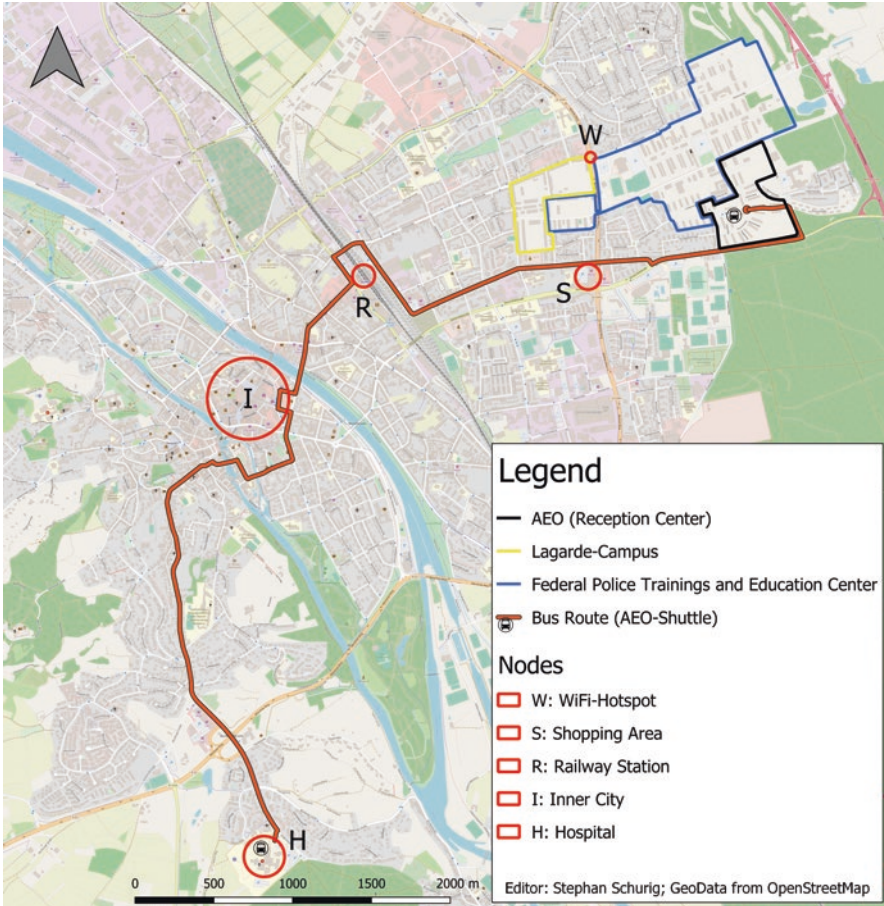 W
R
S
I
H
Legend
AEO (Reception Center)
Lagarde-Campus
Federal Police Trainings and Education Center
Bus Route (AEO-Shuttle)
Nodes
W: WiFi-Hotspot
S: Shopping Area
R: Railway Station
I: Inner City
H: Hospital
0 500 1000 1500 2000 m
Editor: Stephan Schurig; GeoData from OpenStreetMap